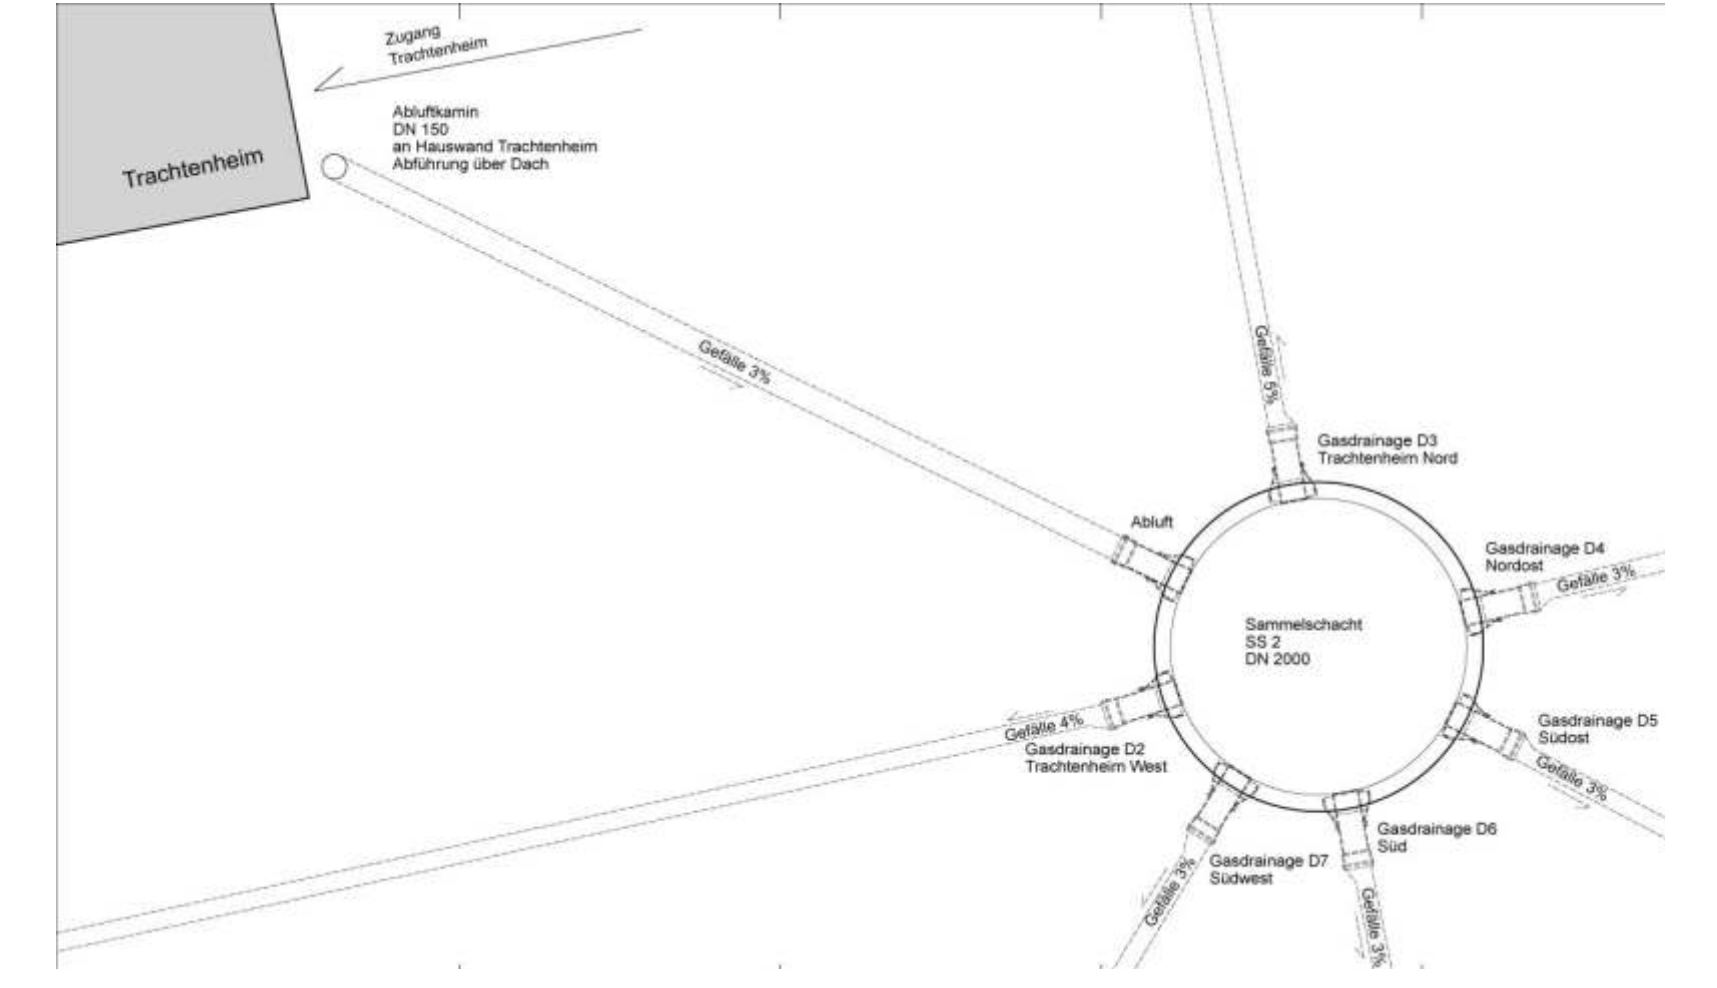 Zugang
Trachtenheim
Abluftkamin
DN 150
an Hauswand Trachtenheim
Abführung über Dach
Trachtenheim
Gefälle 3%
Gefälle 5%
Gasdrainage D3
Trachtenheim Nord
Abluft
Gasdrainage D4
Nordost
Gefälle 3%
Sammelschacht
SS 2
DN 2000
Gefälle 4%
Gasdrainage D2
Trachtenheim West
Gasdrainage D5
Südost
Gefälle 3%
Gasdrainage D6
Süd
Gefälle 3%
Gasdrainage D7
Südwest
Gefälle 3%